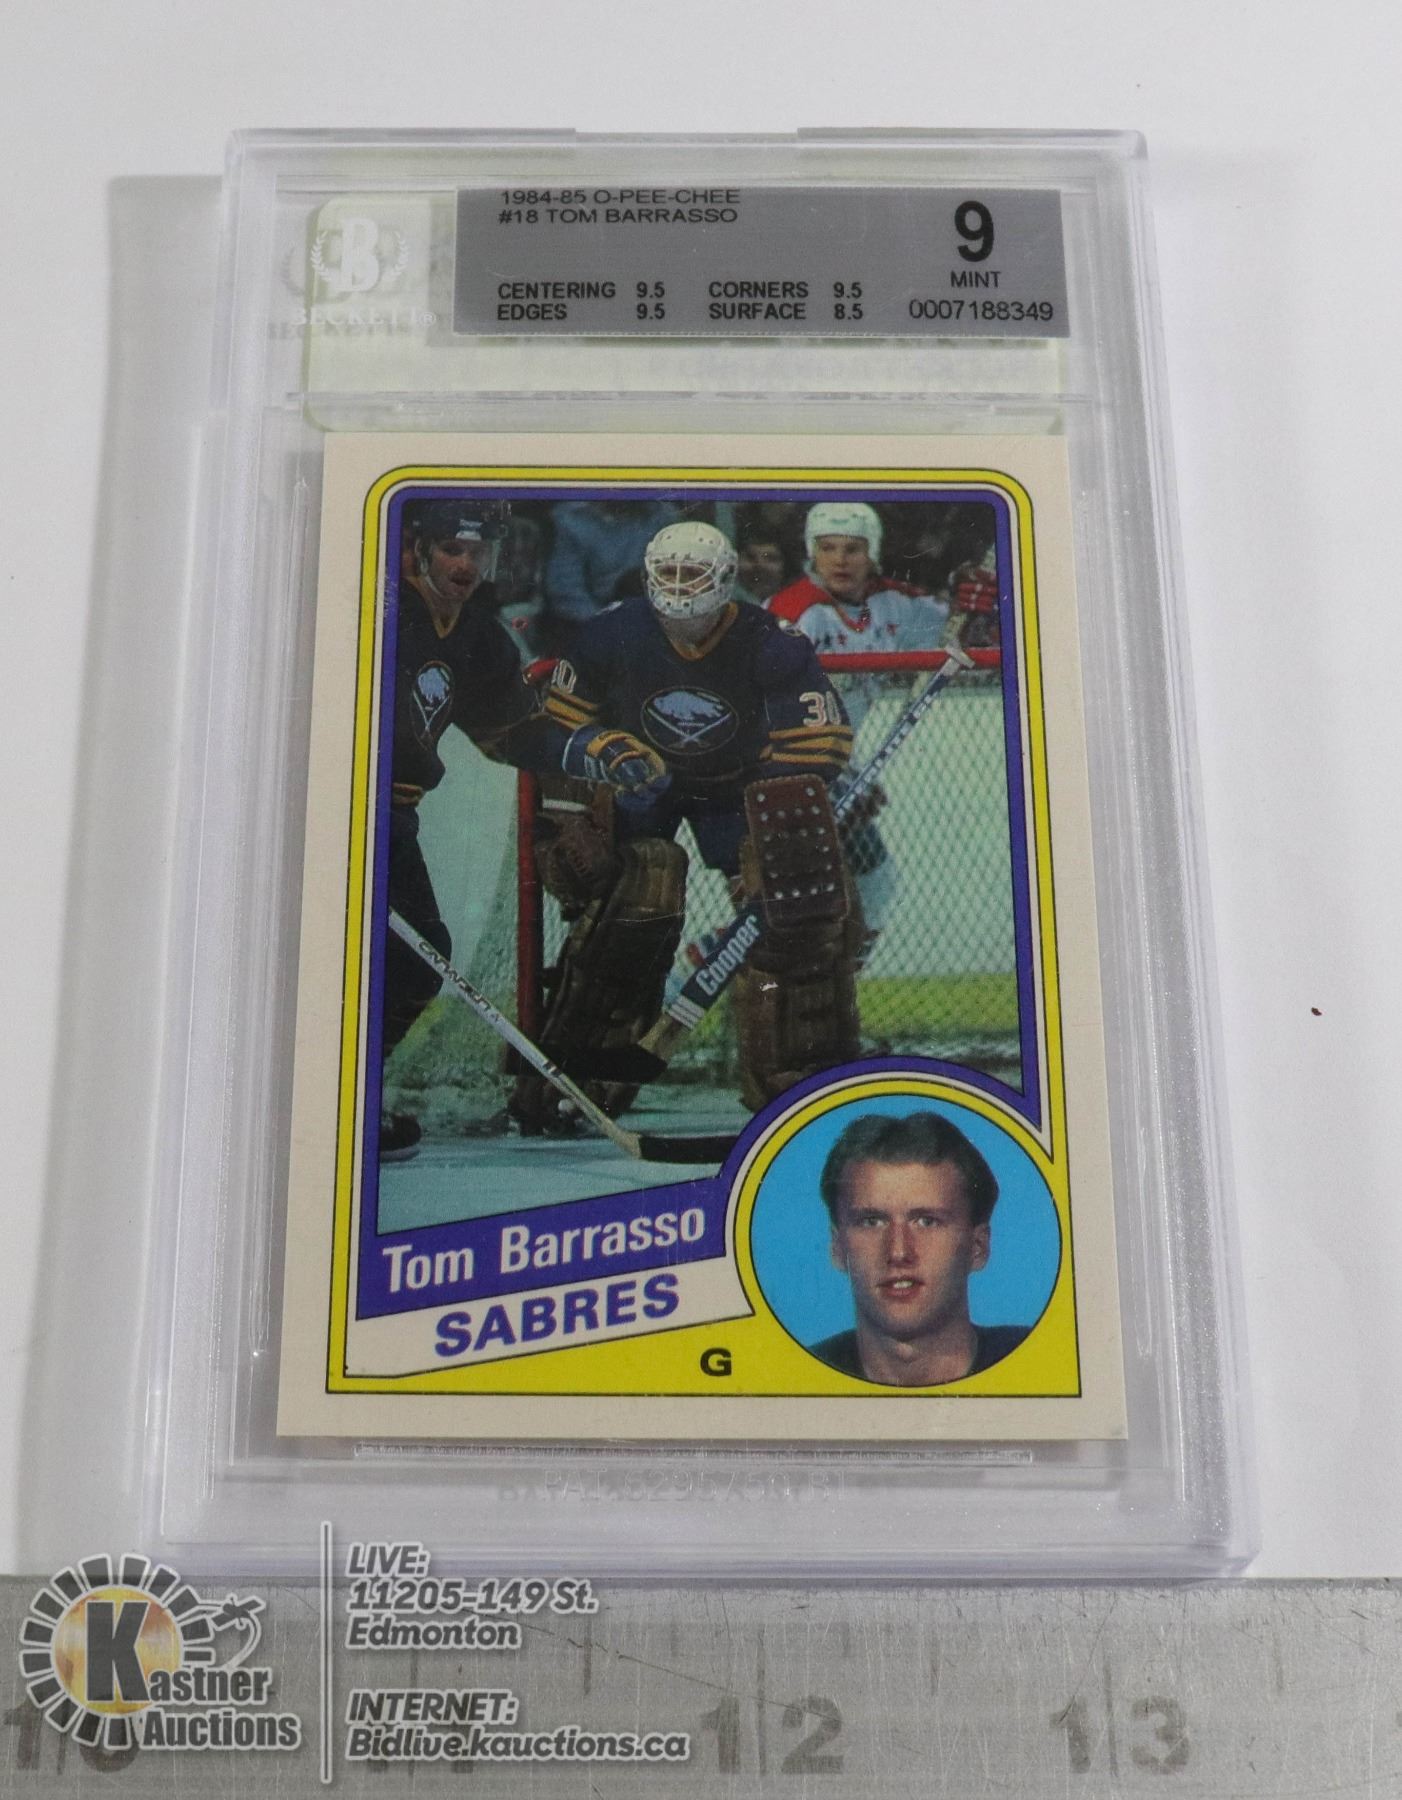 1984-85 O-PEE-CHEE
#18 TOM BARRASSO
9
MINT
CENTERING 9.5 CORNERS 9.5
EDGES 9.5 SURFACE 8.5
0007188349
B
BECKETT®
30
Cooper
Tom Barrasso
SABRES
G
K
Kastner
Auctions
LIVE:
11205-149 St.
Edmonton
INTERNET:
Bidlive.kauctions.ca
12
13